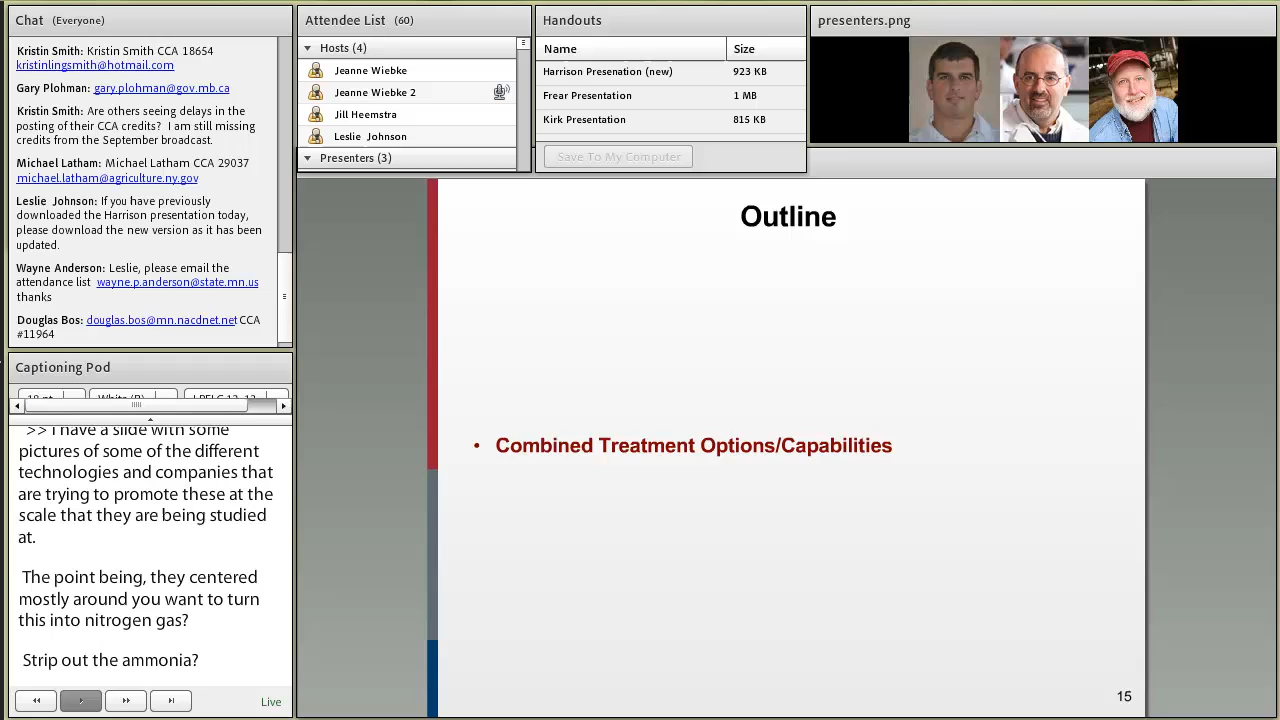 Chat (Everyone)
Kristin Smith: Kristin Smith CCA 18654
kristinlingsmith@hotmail.com
Gary Plohman: gary.plohman@gov.mb.ca
Kristin Smith: Are others seeing delays in the
posting of their CCA credits? I am still missing
credits from the September broadcast.
Michael Latham: Michael Latham CCA 29037
michael.latham@agriculture.ny.gov
Leslie Johnson: If you have previously
downloaded the Harrison presentation today,
please download the new version as it has been
updated.
Wayne Anderson: Leslie, please email the
attendance list wayne.p.anderson@state.mn.us
thanks
Douglas Bos: douglas.bos@mn.nacdnet.net CCA
#11964
Captioning Pod
>> I have a slide with some
pictures of some of the different
technologies and companies that
are trying to promote these at the
scale that they are being studied
at.
The point being, they centered
mostly around you want to turn
this into nitrogen gas?
Strip out the ammonia?
Live
Attendee List (60)
Hosts (4)
Jeanne Wiebke
Jeanne Wiebke 2
Jill Heemstra
Leslie Johnson
Presenters (3)
Handouts
Name Size
Harrison Presenation (new) 923 KB
Frear Presentation 1 MB
Kirk Presentation 815 KB
Save To My Computer
presenters.png
Outline
• Combined Treatment Options/Capabilities
15